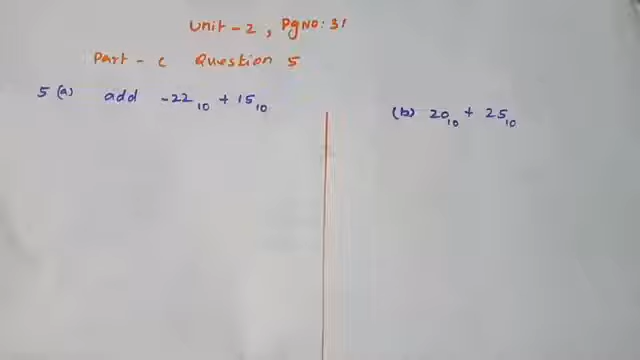 Unit - 2 , Pg No: 31
Part - c Question 5
5 (a) add -22₁₀ + 15₁₀
(b) 20₁₀ + 25₁₀